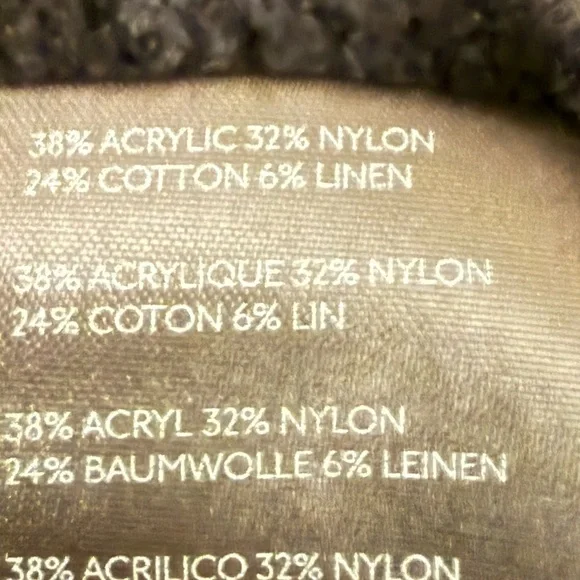 38% ACRYLIC 32% NYLON
24% COTTON 6% LINEN
38% ACRYLIQUE 32% NYLON
24% COTON 6% LIN
38% ACRYL 32% NYLON
24% BAUMWOLLE 6% LEINEN
38% ACRILICO 32% NYLON